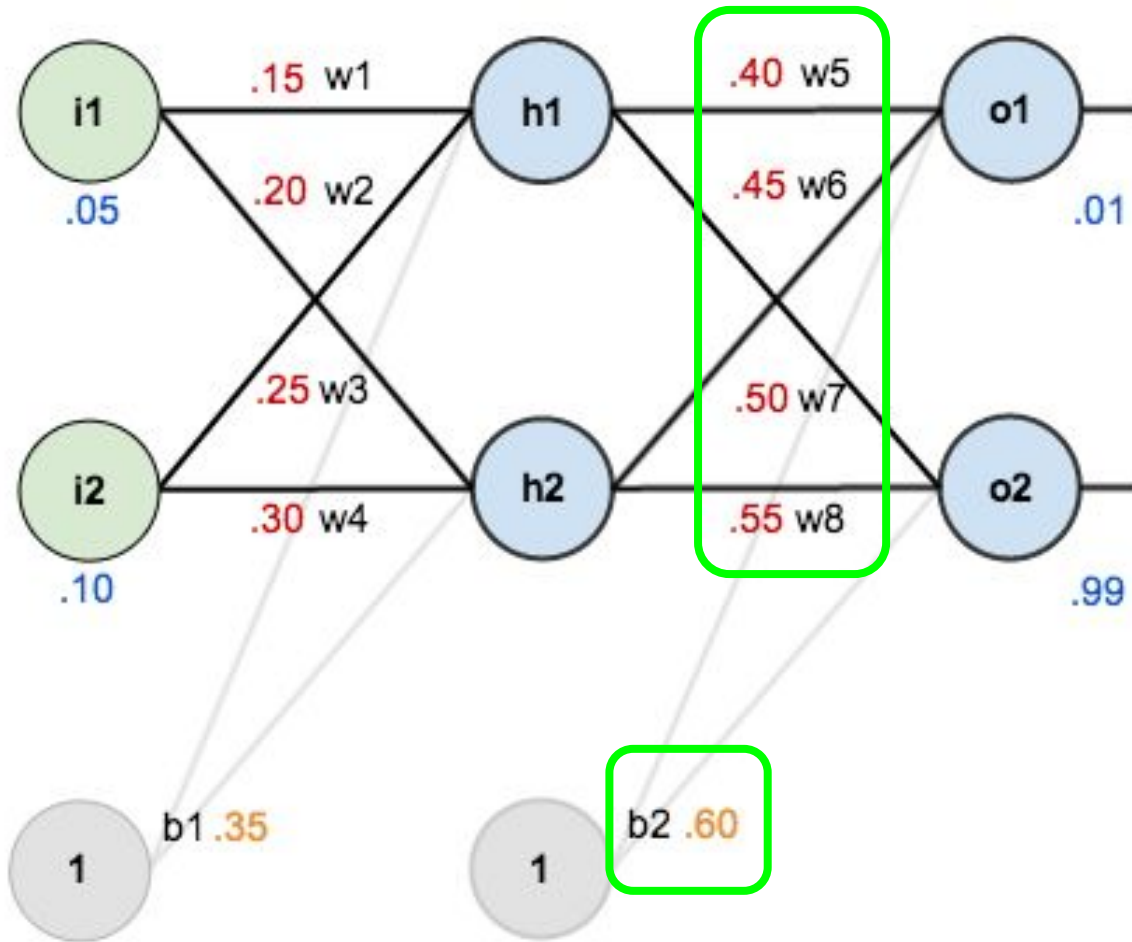 .15 w1
.40 w5
i1
h1
o1
.20 w2
.45 w6
.05
.01
.25 w3
.50 w7
i2
h2
o2
.30 w4
.55 w8
.10
.99
b1 .35
b2 .60
1
1